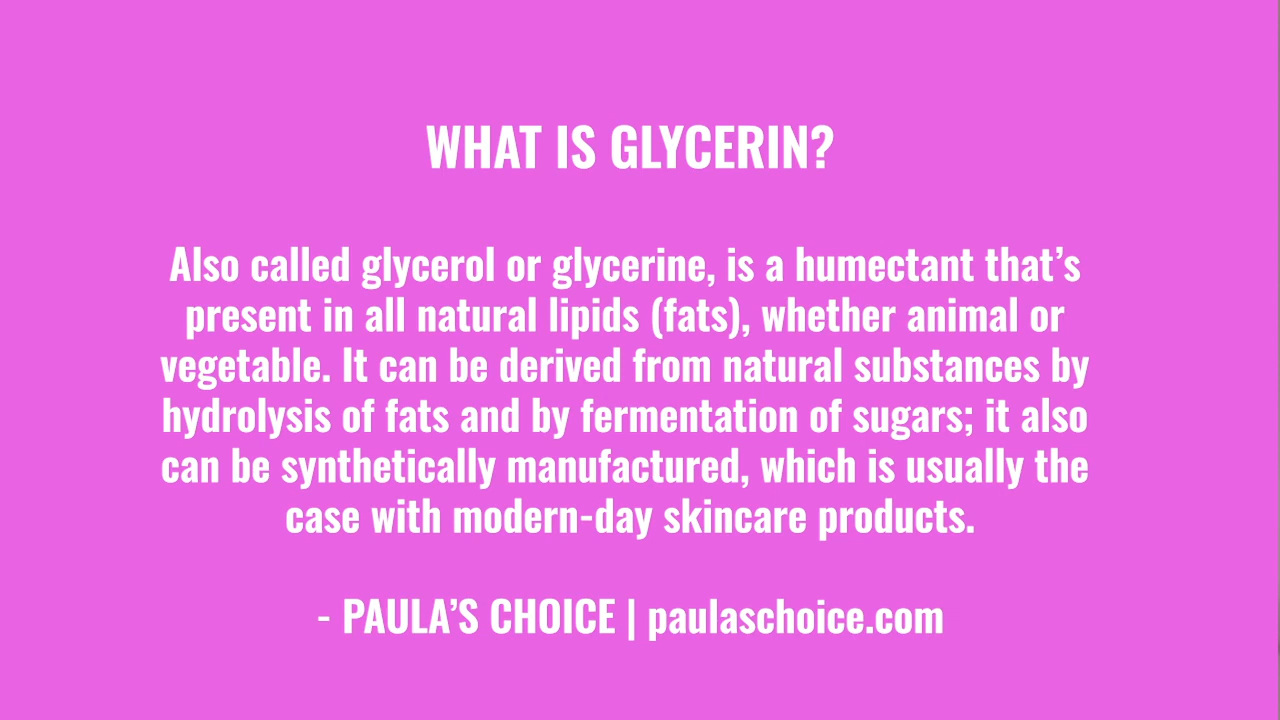 WHAT IS GLYCERIN?
Also called glycerol or glycerine, is a humectant that’s
present in all natural lipids (fats), whether animal or
vegetable. It can be derived from natural substances by
hydrolysis of fats and by fermentation of sugars; it also
can be synthetically manufactured, which is usually the
case with modern-day skincare products.
- PAULA’S CHOICE | paulaschoice.com